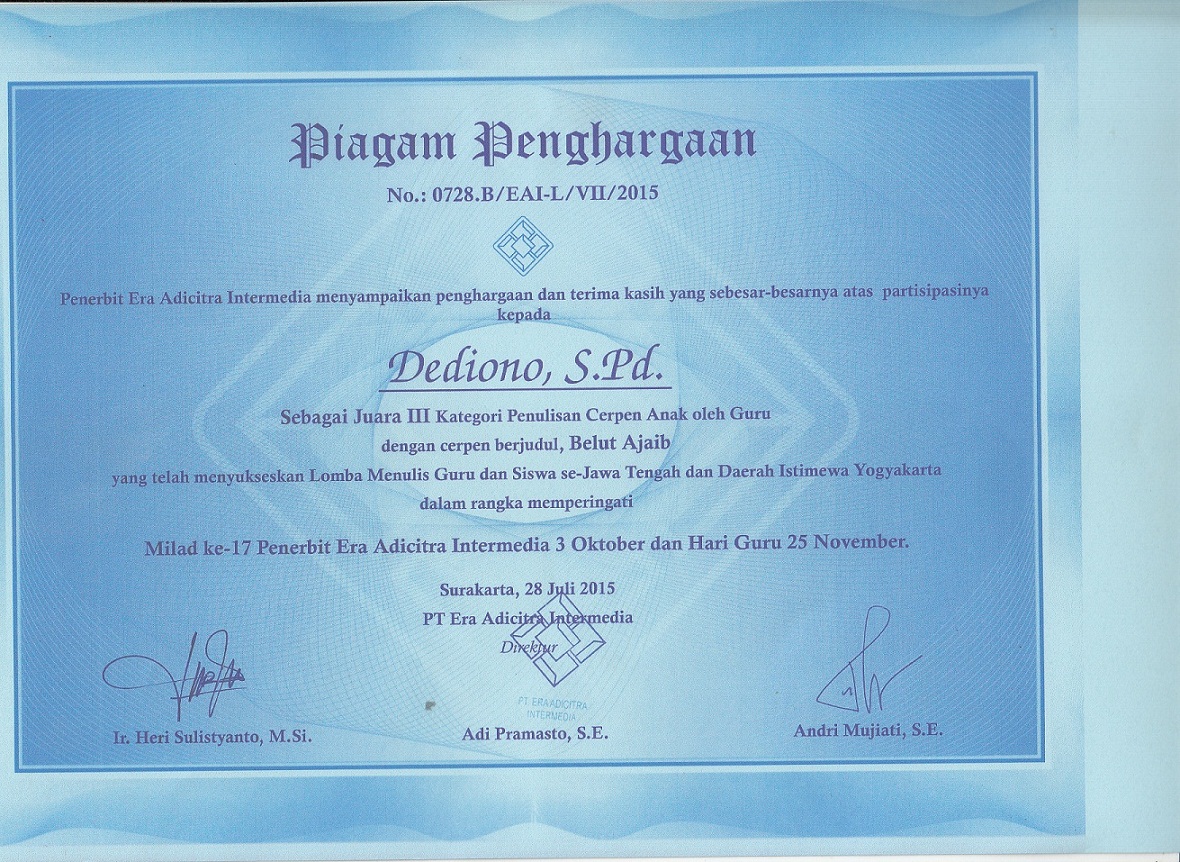 Piagam Penghargaan
No.: 0728.B/EAI-L/VII/2015
Penerbit Era Adicitra Intermedia menyampaikan penghargaan dan terima kasih yang sebesar-besarnya atas partisipasinya
kepada
Dediono, S.Pd.
Sebagai Juara III Kategori Penulisan Cerpen Anak oleh Guru
dengan cerpen berjudul, Belut Ajaib
yang telah menyukseskan Lomba Menulis Guru dan Siswa se-Jawa Tengah dan Daerah Istimewa Yogyakarta
dalam rangka memperingati
Milad ke-17 Penerbit Era Adicitra Intermedia 3 Oktober dan Hari Guru 25 November.
Surakarta, 28 Juli 2015
PT Era Adicitra Intermedia
Direktur
PT. ERA ADICITRA
INTERMEDIA
Ir. Heri Sulistyanto, M.Si.
Adi Pramasto, S.E.
Andri Mujiati, S.E.